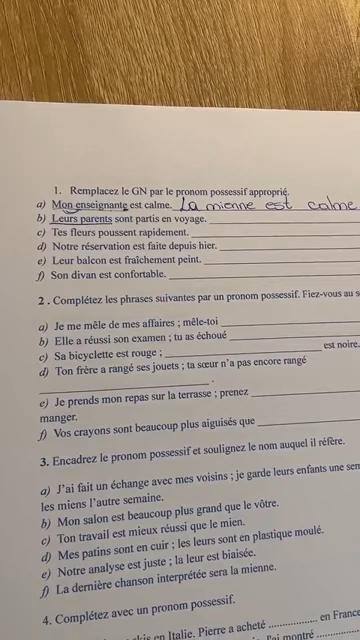 1. Remplacez le GN par le pronom possessif approprié.
a) Mon enseignante est calme. La mienne est calme
b) Leurs parents sont partis en voyage.
c) Tes fleurs poussent rapidement.
d) Notre réservation est faite depuis hier.
e) Leur balcon est fraîchement peint.
f) Son divan est confortable.
2. Complétez les phrases suivantes par un pronom possessif. Fiez-vous au
a) Je me mêle de mes affaires ; mêle-toi
b) Elle a réussi son examen ; tu as échoué
c) Sa bicyclette est rouge ; est noire.
d) Ton frère a rangé ses jouets ; ta sœur n'a pas encore rangé
.
e) Je prends mon repas sur la terrasse ; prenez
manger.
f) Vos crayons sont beaucoup plus aiguisés que
3. Encadrez le pronom possessif et soulignez le nom auquel il réfère.
a) J'ai fait un échange avec mes voisins ; je garde leurs enfants une
les miens l'autre semaine.
b) Mon salon est beaucoup plus grand que le vôtre.
c) Ton travail est mieux réussi que le mien.
d) Mes patins sont en cuir ; les leurs sont en plastique moulé.
e) Notre analyse est juste ; la leur est biaisée.
f) La dernière chanson interprétée sera la mienne.
4. Complétez avec un pronom possessif.
en Italie. Pierre a acheté .................. en France
J'ai montré